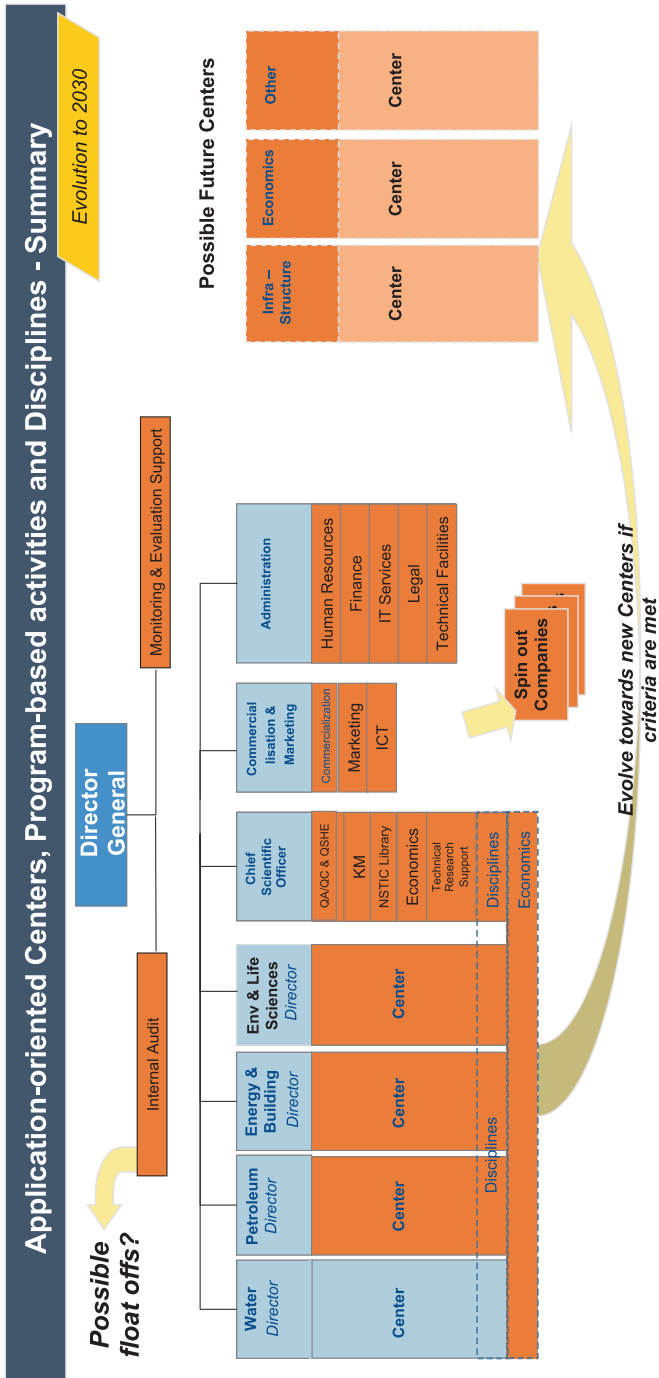 Application-oriented Centers, Program-based activities and Disciplines - Summary
Evolution to 2030
Possible
float offs?
Director
General
Internal Audit
Monitoring & Evaluation Support
Possible Future Centers
Water
Director
Center
Petroleum
Director
Center
Energy &
Building
Director
Center
Env & Life
Sciences
Director
Center
Disciplines
Chief
Scientific
Officer
QA/QC & QSHE
KM
NSTIC Library
Economics
Technical
Research
Support
Disciplines
Economics
Commercial
lisation &
Marketing
Commercialization
Marketing
ICT
Administration
Human Resources
Finance
IT Services
Legal
Technical Facilities
Spin out
Companies
Infra –
Structure
Center
Economics
Center
Other
Center
Evolve towards new Centers if
criteria are met